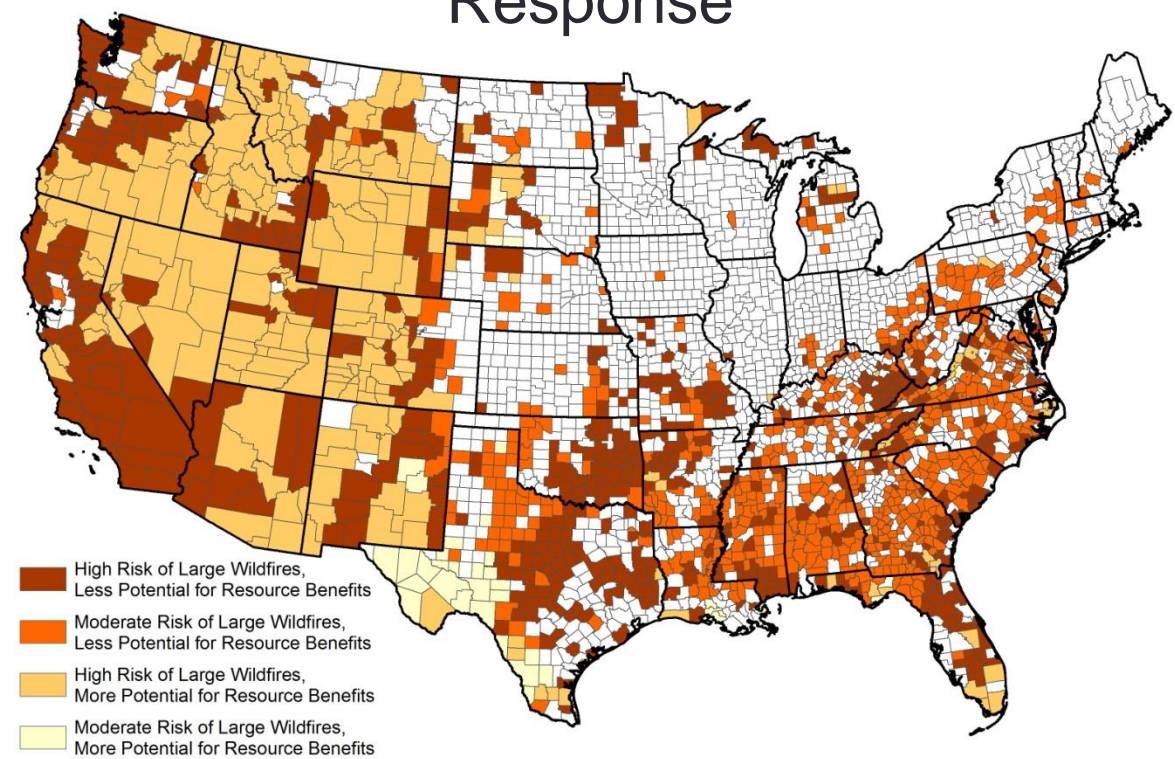 Response
High Risk of Large Wildfires,
Less Potential for Resource Benefits
Moderate Risk of Large Wildfires,
Less Potential for Resource Benefits
High Risk of Large Wildfires,
More Potential for Resource Benefits
Moderate Risk of Large Wildfires,
More Potential for Resource Benefits